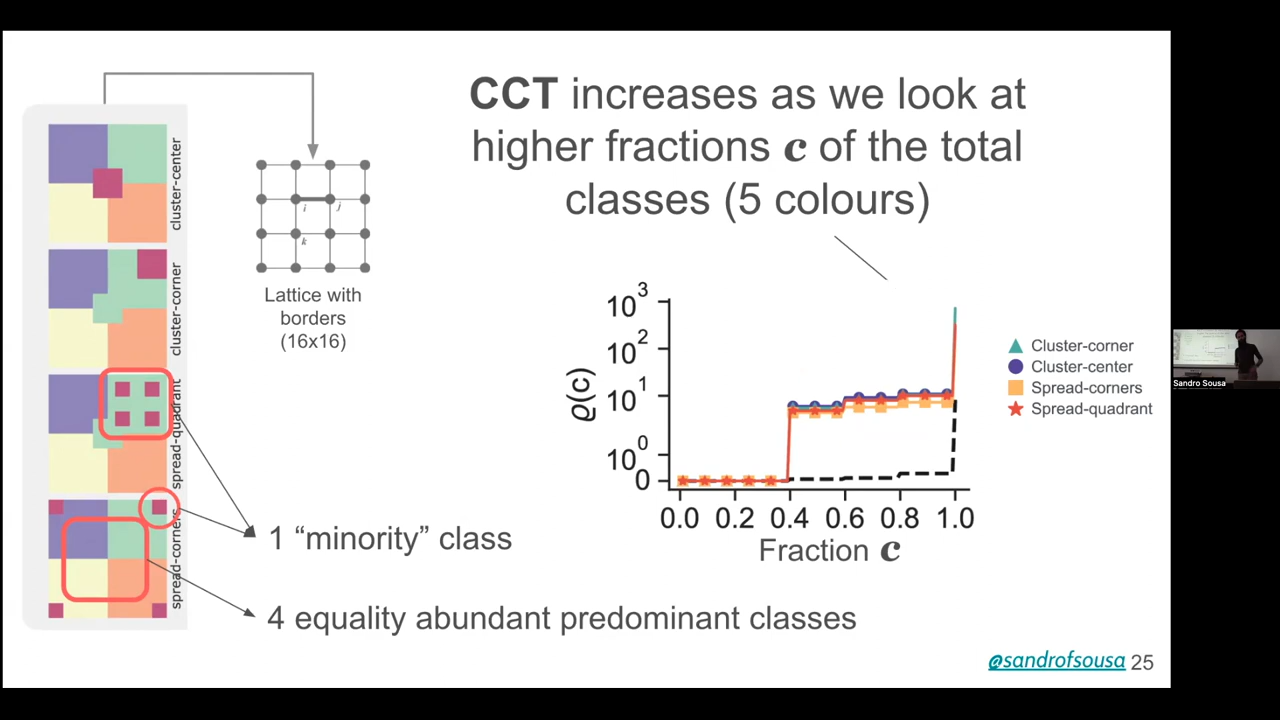 CCT increases as we look at
higher fractions c of the total
classes (5 colours)
cluster-center
cluster-corner
spread-quadrant
spread-corners
i
j
k
Lattice with
borders
(16x16)
1 “minority” class
4 equality abundant predominant classes
ϱ(c)
10³
10²
10¹
10⁰
0
0.0 0.2 0.4 0.6 0.8 1.0
Fraction c
Cluster-corner
Cluster-center
Spread-corners
Spread-quadrant
@sandrofsousa 25
Sandro Sousa